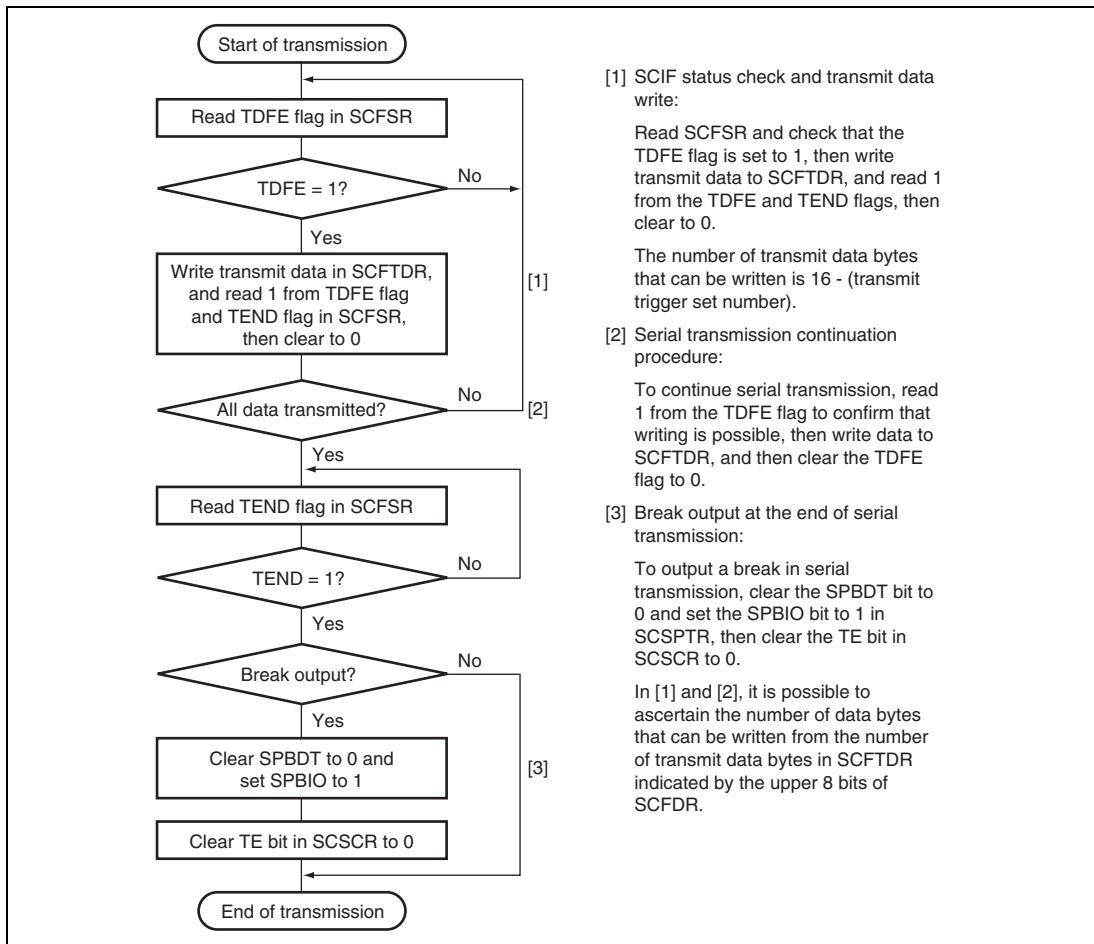 Start of transmission
Read TDFE flag in SCFSR
TDFE = 1?
No
Yes
Write transmit data in SCFTDR,
and read 1 from TDFE flag
and TEND flag in SCFSR,
then clear to 0
[1]
All data transmitted?
No
[2]
Yes
Read TEND flag in SCFSR
TEND = 1?
No
Yes
Break output?
No
Yes
Clear SPBDT to 0 and
set SPBIO to 1
[3]
Clear TE bit in SCSCR to 0
End of transmission
[1] SCIF status check and transmit data
write:
Read SCFSR and check that the
TDFE flag is set to 1, then write
transmit data to SCFTDR, and read 1
from the TDFE and TEND flags, then
clear to 0.
The number of transmit data bytes
that can be written is 16 - (transmit
trigger set number).
[2] Serial transmission continuation
procedure:
To continue serial transmission, read
1 from the TDFE flag to confirm that
writing is possible, then write data to
SCFTDR, and then clear the TDFE
flag to 0.
[3] Break output at the end of serial
transmission:
To output a break in serial
transmission, clear the SPBDT bit to
0 and set the SPBIO bit to 1 in
SCSPTR, then clear the TE bit in
SCSCR to 0.
In [1] and [2], it is possible to
ascertain the number of data bytes
that can be written from the number
of transmit data bytes in SCFTDR
indicated by the upper 8 bits of
SCFDR.